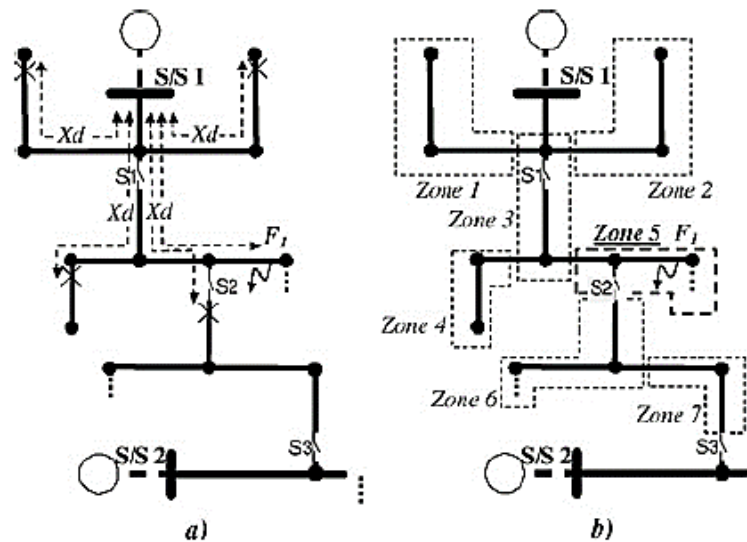 S/S 1
Xd
Xd
S1
Xd
Xd
F1
S2
S3
S/S 2
a)
S/S 1
Zone 1
S1
Zone 2
Zone 3
Zone 5
F1
S2
Zone 4
Zone 6
Zone 7
S3
S/S 2
b)